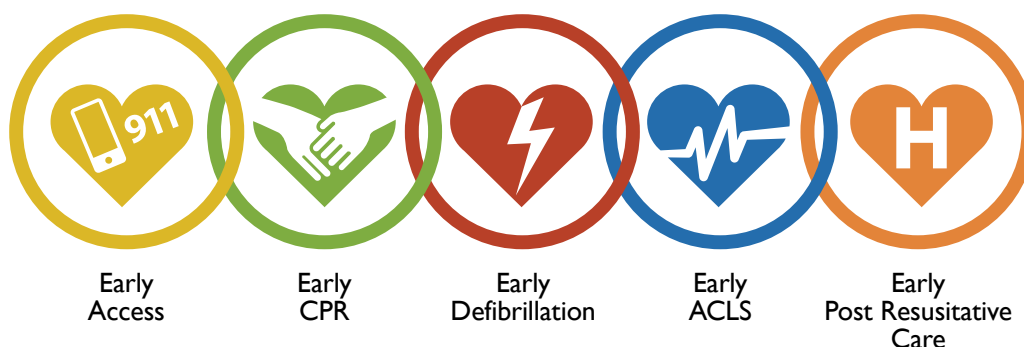 911
H
Early
Access
Early
CPR
Early
Defibrillation
Early
ACLS
Early
Post Resusitative
Care